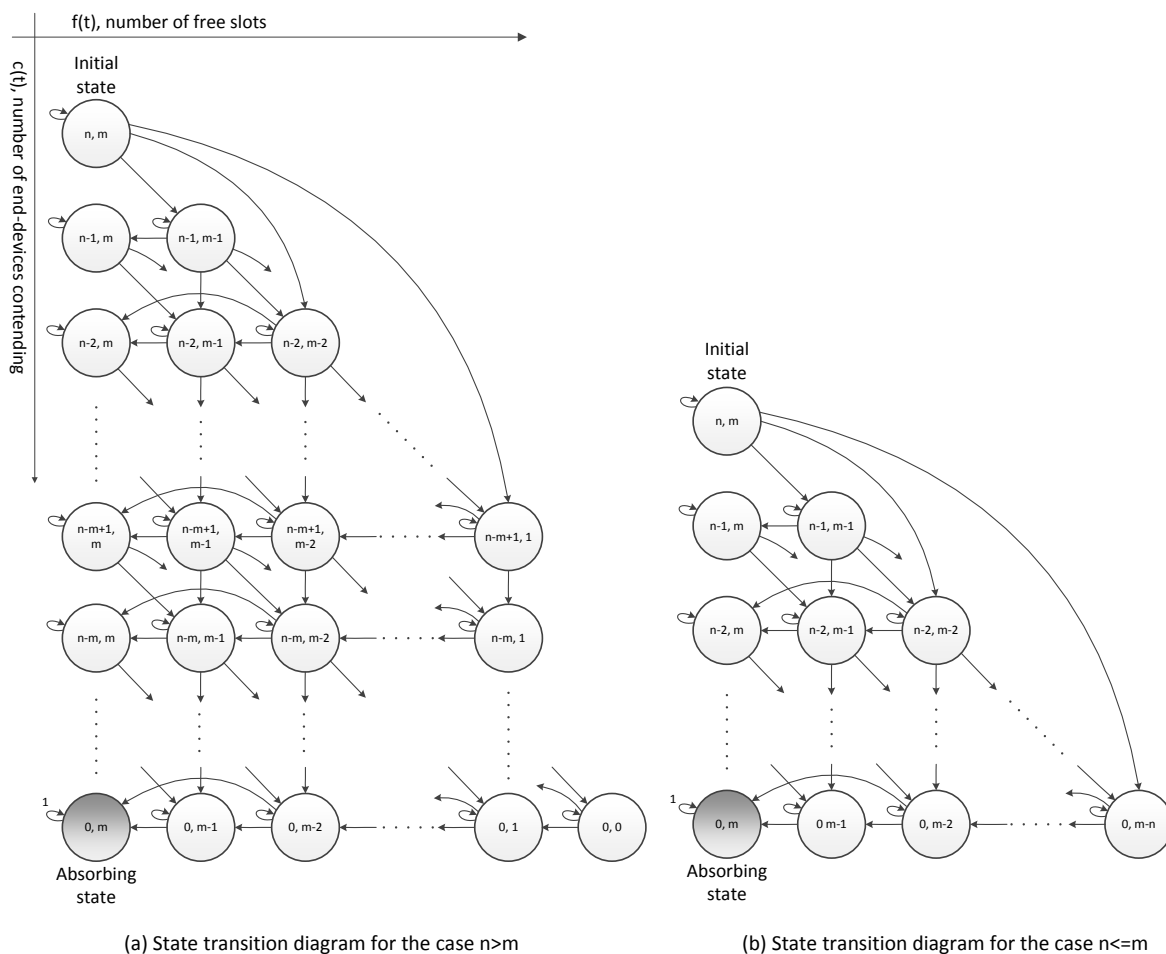 f(t), number of free slots
c(t), number of end-devices contending
Initial
state
n, m
n-1, m
n-1, m-1
n-2, m
n-2, m-1
n-2, m-2
n-m+1,
m
n-m+1,
m-1
n-m+1,
m-2
n-m+1, 1
n-m, m
n-m, m-1
n-m, m-2
n-m, 1
1
0, m
0, m-1
0, m-2
0, 1
0, 0
Absorbing
state
(a) State transition diagram for the case n>m
Initial
state
n, m
n-1, m
n-1, m-1
n-2, m
n-2, m-1
n-2, m-2
1
0, m
0 m-1
0, m-2
0, m-n
Absorbing
state
(b) State transition diagram for the case n<=m